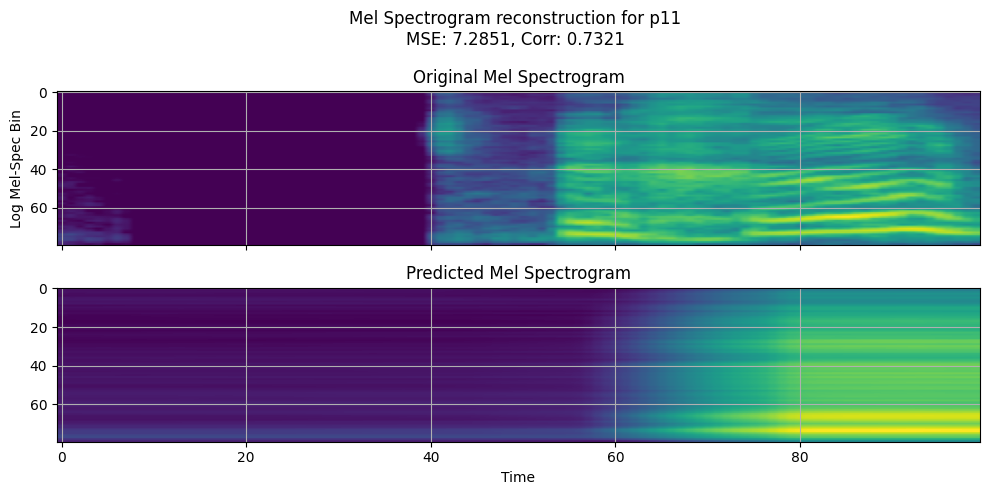 Mel Spectrogram reconstruction for p11
MSE: 7.2851, Corr: 0.7321
Original Mel Spectrogram
Log Mel-Spec Bin
0
20
40
60
Predicted Mel Spectrogram
0
20
40
60
0 20 40 60 80
Time